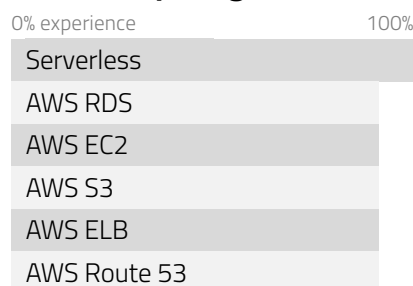 0% experience 100%
Serverless
AWS RDS
AWS EC2
AWS S3
AWS ELB
AWS Route 53